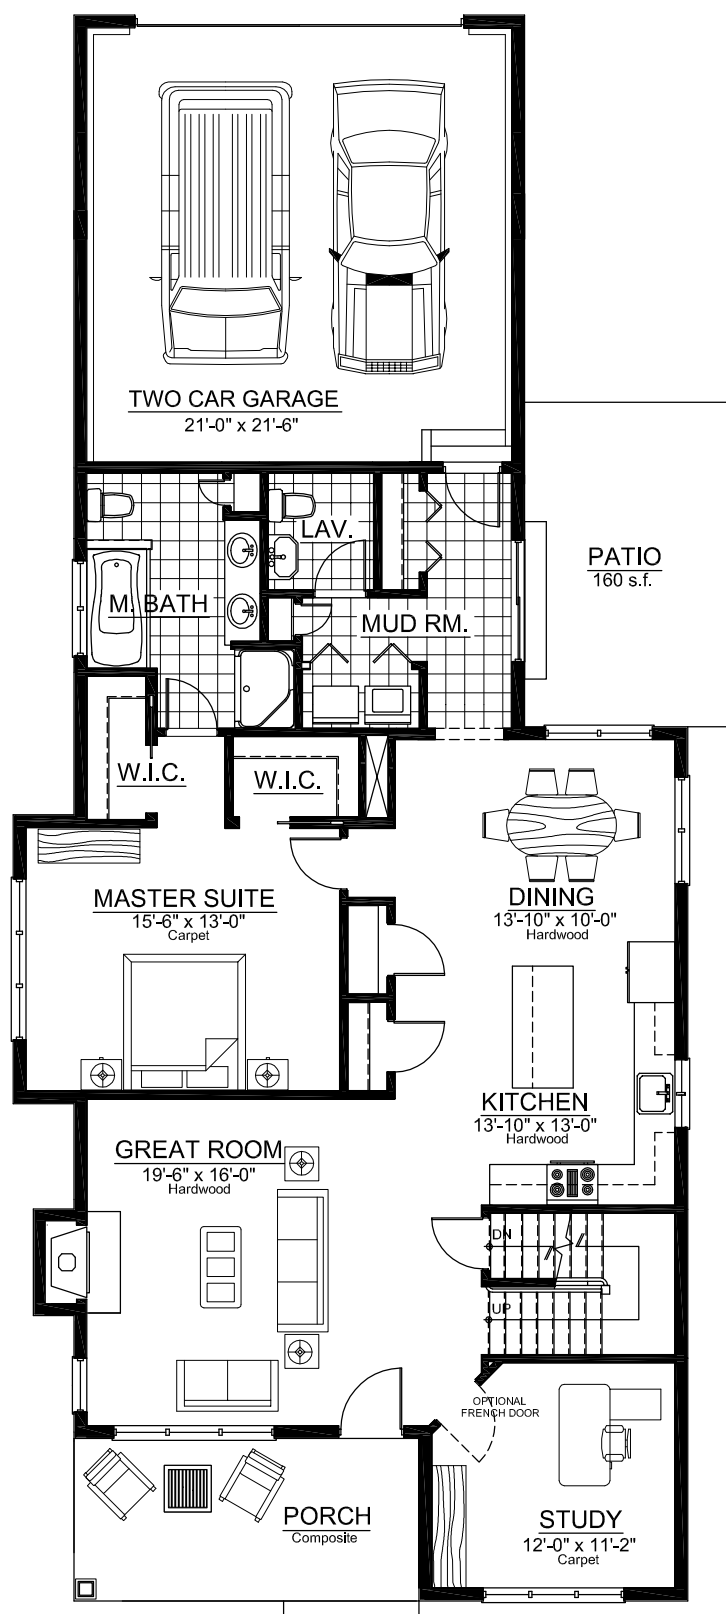 TWO CAR GARAGE
21'-0" x 21'-6"
LAV.
PATIO
160 s.f.
M. BATH
MUD RM.
W.I.C.
W.I.C.
MASTER SUITE
15'-6" x 13'-0"
Carpet
DINING
13'-10" x 10'-0"
Hardwood
KITCHEN
13'-10" x 13'-0"
Hardwood
GREAT ROOM
19'-6" x 16'-0"
Hardwood
DN
UP
OPTIONAL
FRENCH DOOR
PORCH
Composite
STUDY
12'-0" x 11'-2"
Carpet